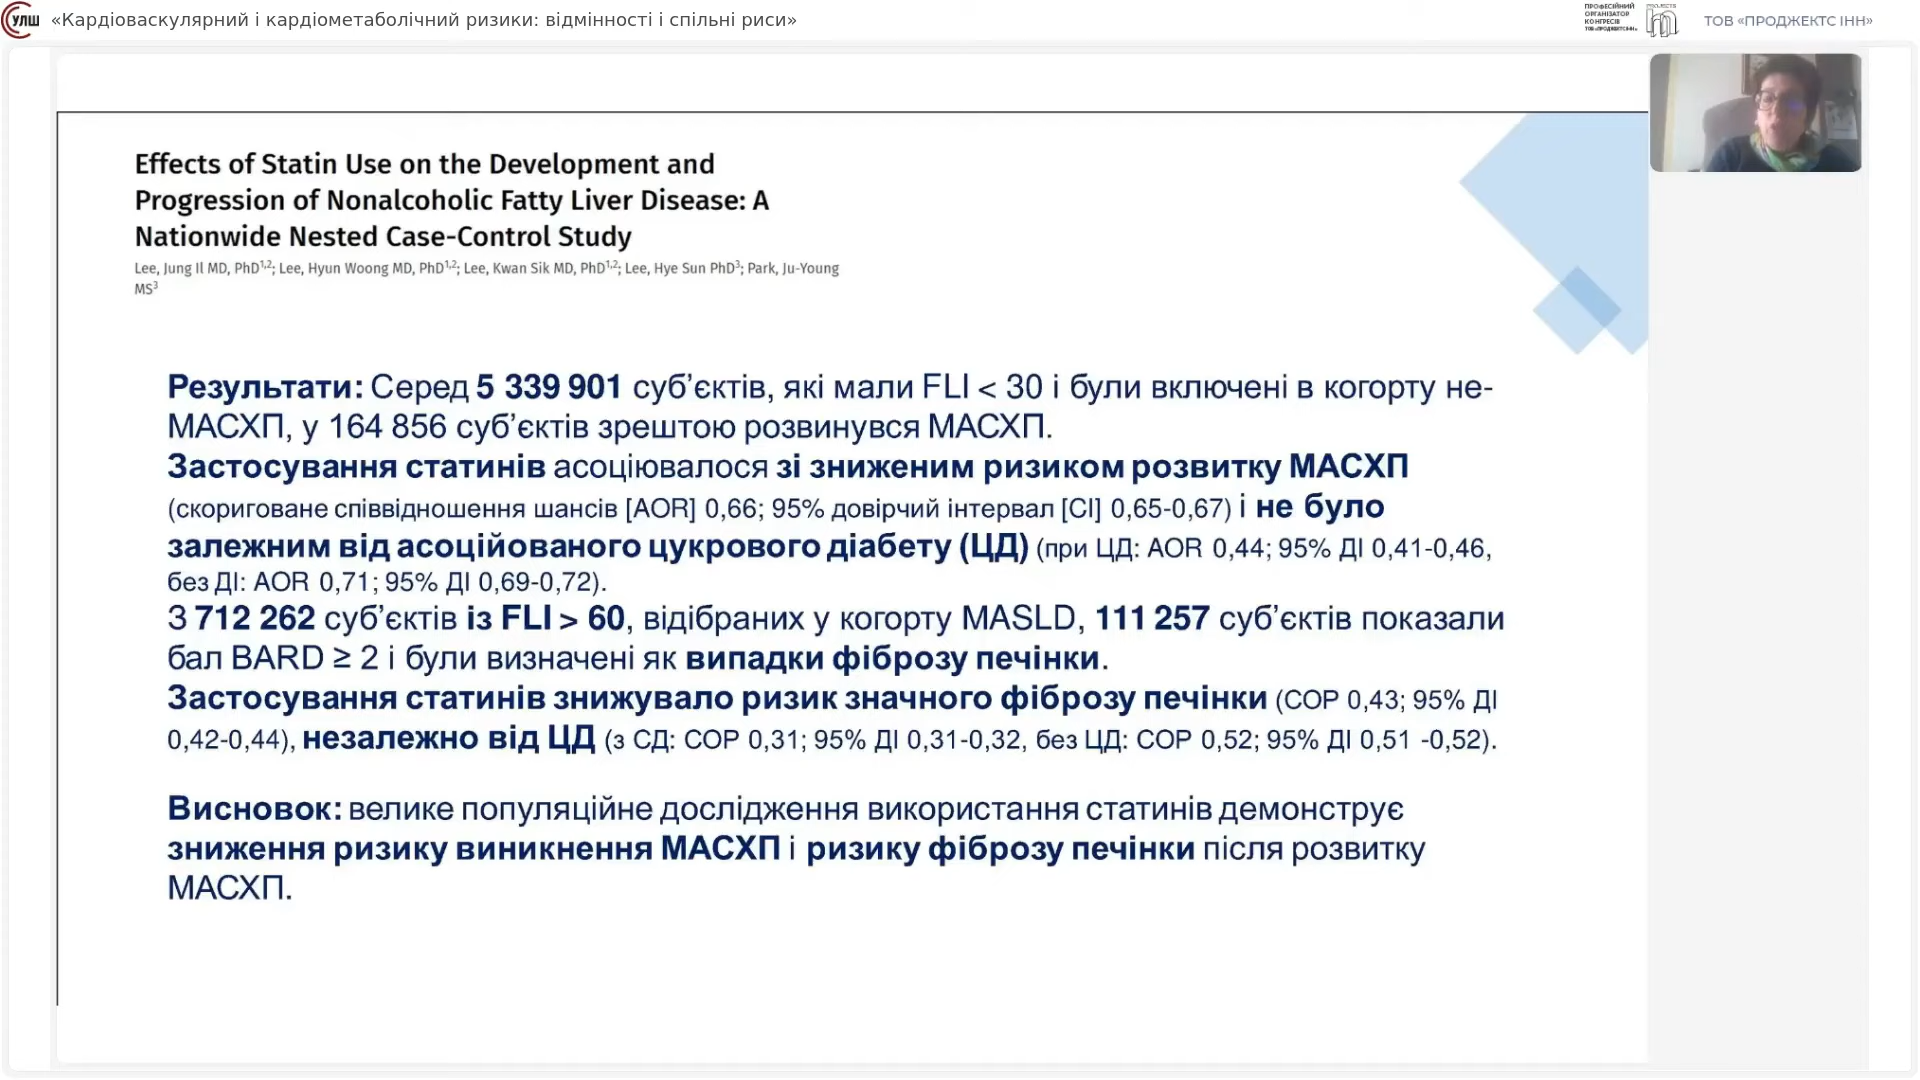 УЛШ «Кардіоваскулярний і кардіометаболічний ризики: відмінності і спільні риси»
ПРОФЕСІЙНИЙ
ОРГАНІЗАТОР
КОНГРЕСІВ
ТОВ «ПРОДЖЕКТС ІНН»
Effects of Statin Use on the Development and
Progression of Nonalcoholic Fatty Liver Disease: A
Nationwide Nested Case-Control Study
Lee, Jung Il MD, PhD1,2; Lee, Hyun Woong MD, PhD1,2; Lee, Kwan Sik MD, PhD1,2; Lee, Hye Sun PhD3; Park, Ju-Young
MS3
Результати: Серед 5 339 901 суб’єктів, які мали FLI < 30 і були включені в когорту не-
МАСХП, у 164 856 суб’єктів зрештою розвинувся МАСХП.
Застосування статинів асоціювалося зі зниженим ризиком розвитку МАСХП
(скориговане співвідношення шансів [AOR] 0,66; 95% довірчий інтервал [CI] 0,65-0,67) і не було
залежним від асоційованого цукрового діабету (ЦД) (при ЦД: AOR 0,44; 95% ДІ 0,41-0,46,
без ДІ: AOR 0,71; 95% ДІ 0,69-0,72).
З 712 262 суб’єктів із FLI > 60, відібраних у когорту MASLD, 111 257 суб’єктів показали
бал BARD ≥ 2 і були визначені як випадки фіброзу печінки.
Застосування статинів знижувало ризик значного фіброзу печінки (СОР 0,43; 95% ДІ
0,42-0,44), незалежно від ЦД (з СД: СОР 0,31; 95% ДІ 0,31-0,32, без ЦД: СОР 0,52; 95% ДІ 0,51 -0,52).
Висновок: велике популяційне дослідження використання статинів демонструє
зниження ризику виникнення МАСХП і ризику фіброзу печінки після розвитку
МАСХП.